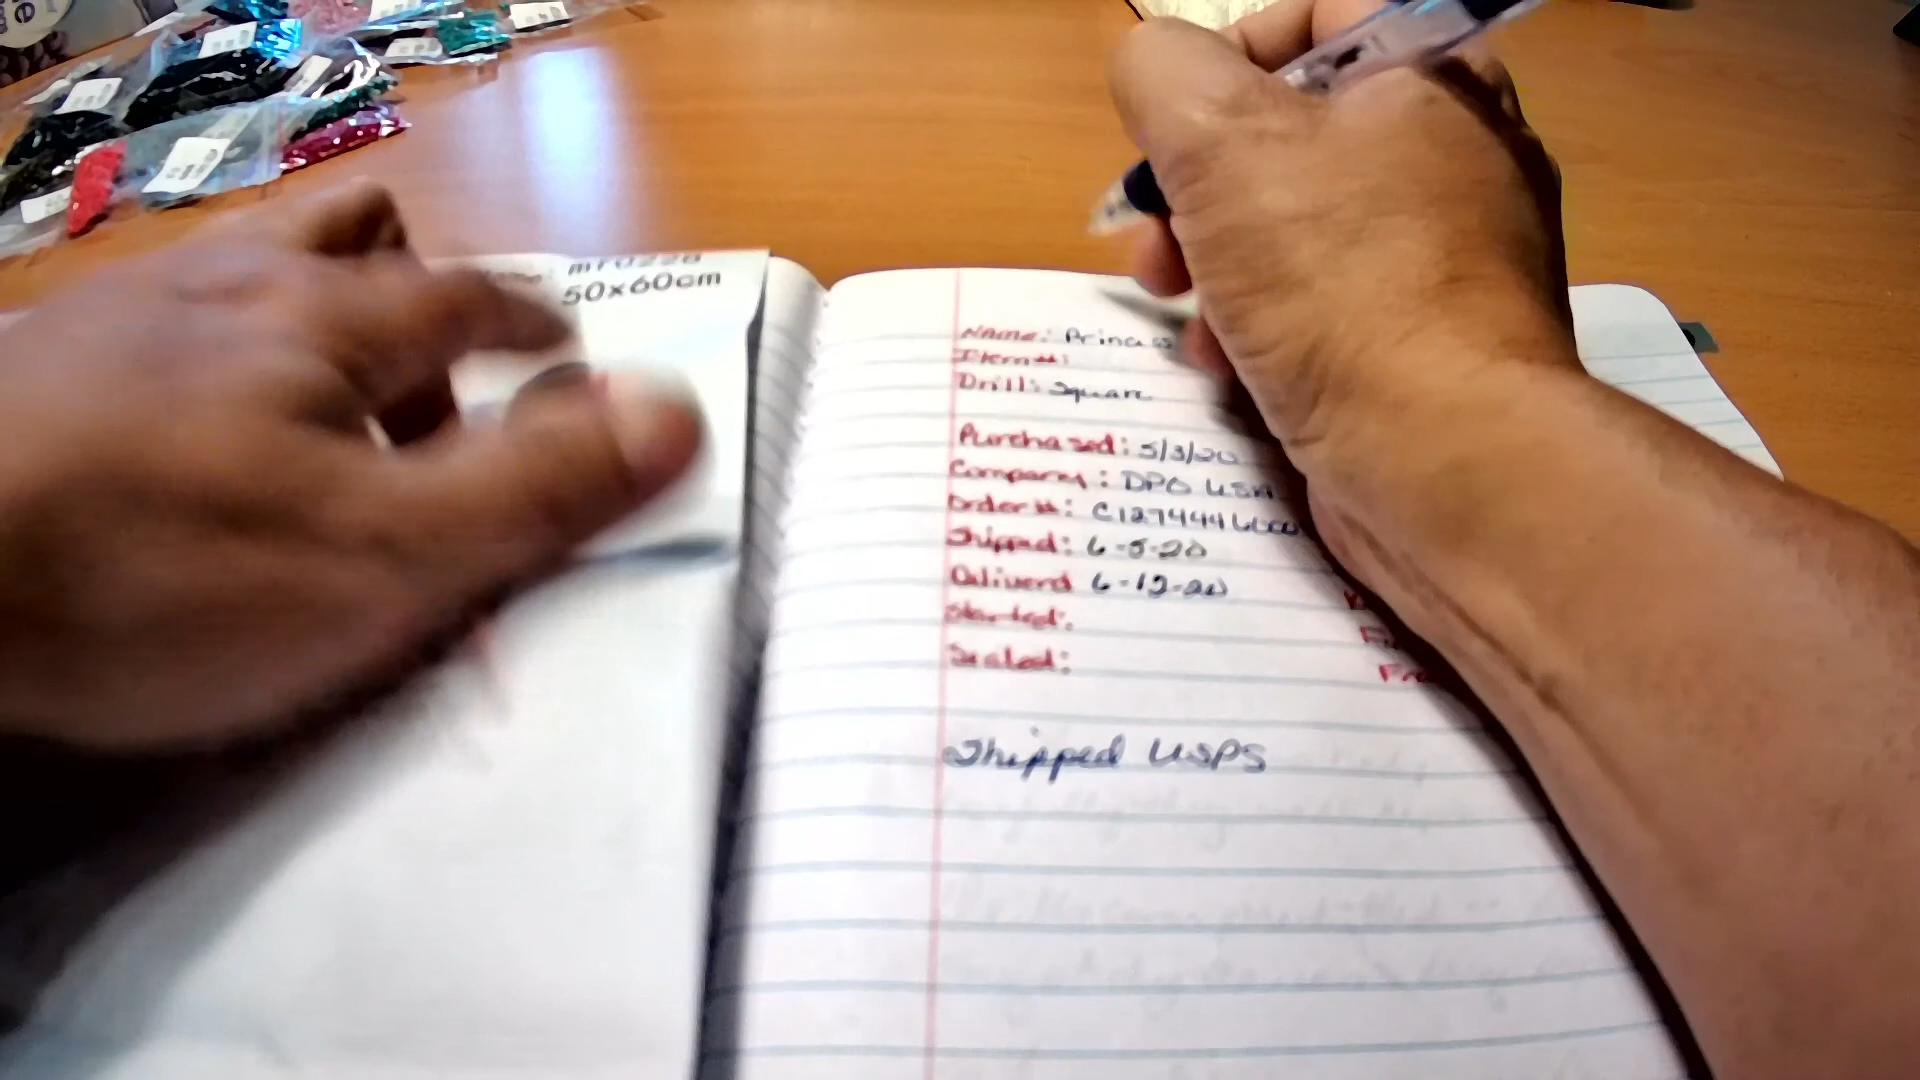 50x60cm
Name: Princess
Item#:
Drill: Square
Purchased: 5/3/20
Company: DPO USA
Order #:
Shipped: 6-5-20
Deliverd 6-12-20
Started:
Sealed:
Shipped USPS